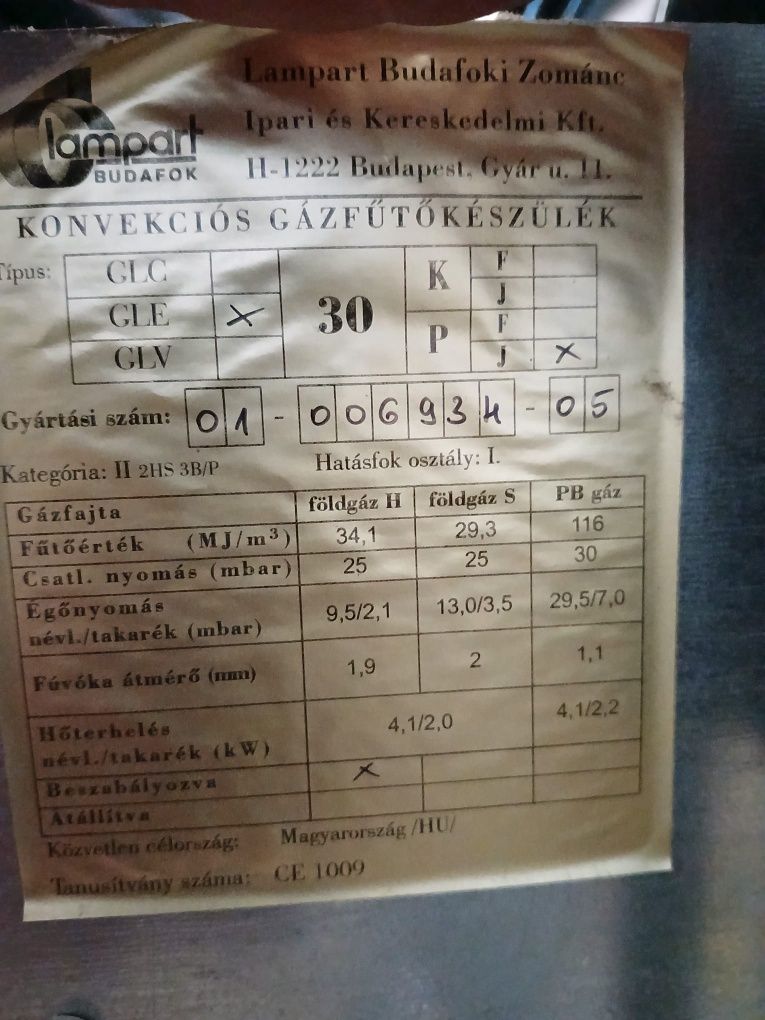 lampart
BUDAFOK
Lampart Budafoki Zománc
Ipari és Kereskedelmi Kft.
H-1222 Budapest, Gyár u. 11.
KONVEKCIÓS GÁZFŰTŐKÉSZÜLÉK
Típus: GLC 30 K F
J
GLE X P F
GLV J X
Gyártási szám: 01-006934-05
Kategória: II 2HS 3B/P Hatásfok osztály: I.
Gázfajta földgáz H földgáz S PB gáz
Fűtőérték (MJ/m³) 34,1 29,3 116
Csatl. nyomás (mbar) 25 25 30
Égőnyomás
névl./takarék (mbar) 9,5/2,1 13,0/3,5 29,5/7,0
Fúvóka átmérő (mm) 1,9 2 1,1
Hőterhelés
névl./takarék (kW) 4,1/2,0 4,1/2,2
Beszabályozva X
Átállítva
Közvetlen célország: Magyarország /HU/
Tanusítvány száma: CE 1009